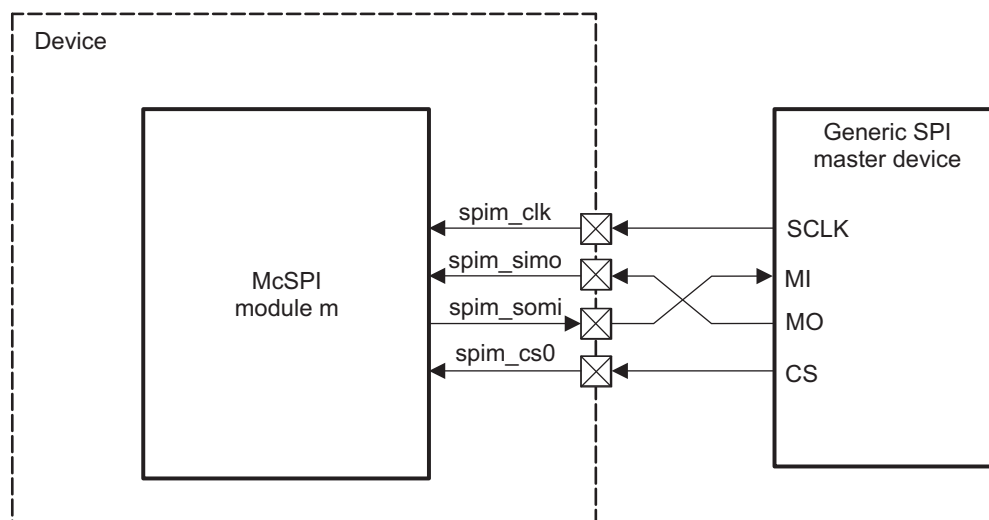 Device
Generic SPI
master device
spim_clk
SCLK
spim_simo
MI
McSPI
module m
spim_somi
MO
spim_cs0
CS